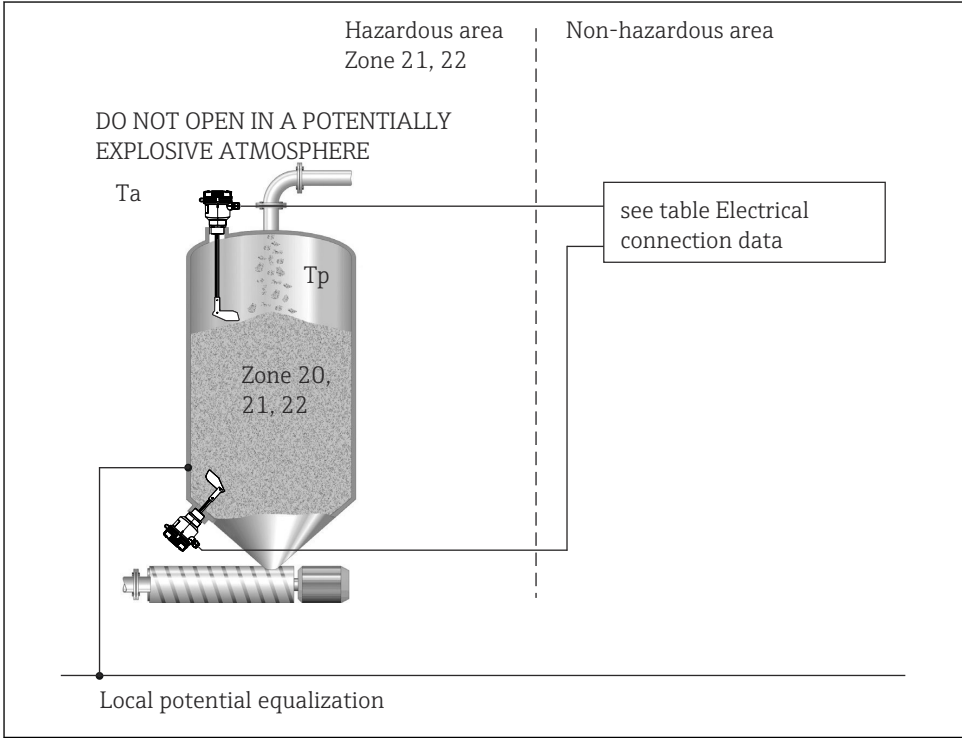 Hazardous area
Zone 21, 22
Non-hazardous area
DO NOT OPEN IN A POTENTIALLY
EXPLOSIVE ATMOSPHERE
Ta
see table Electrical
connection data
Tp
Zone 20,
21, 22
Local potential equalization